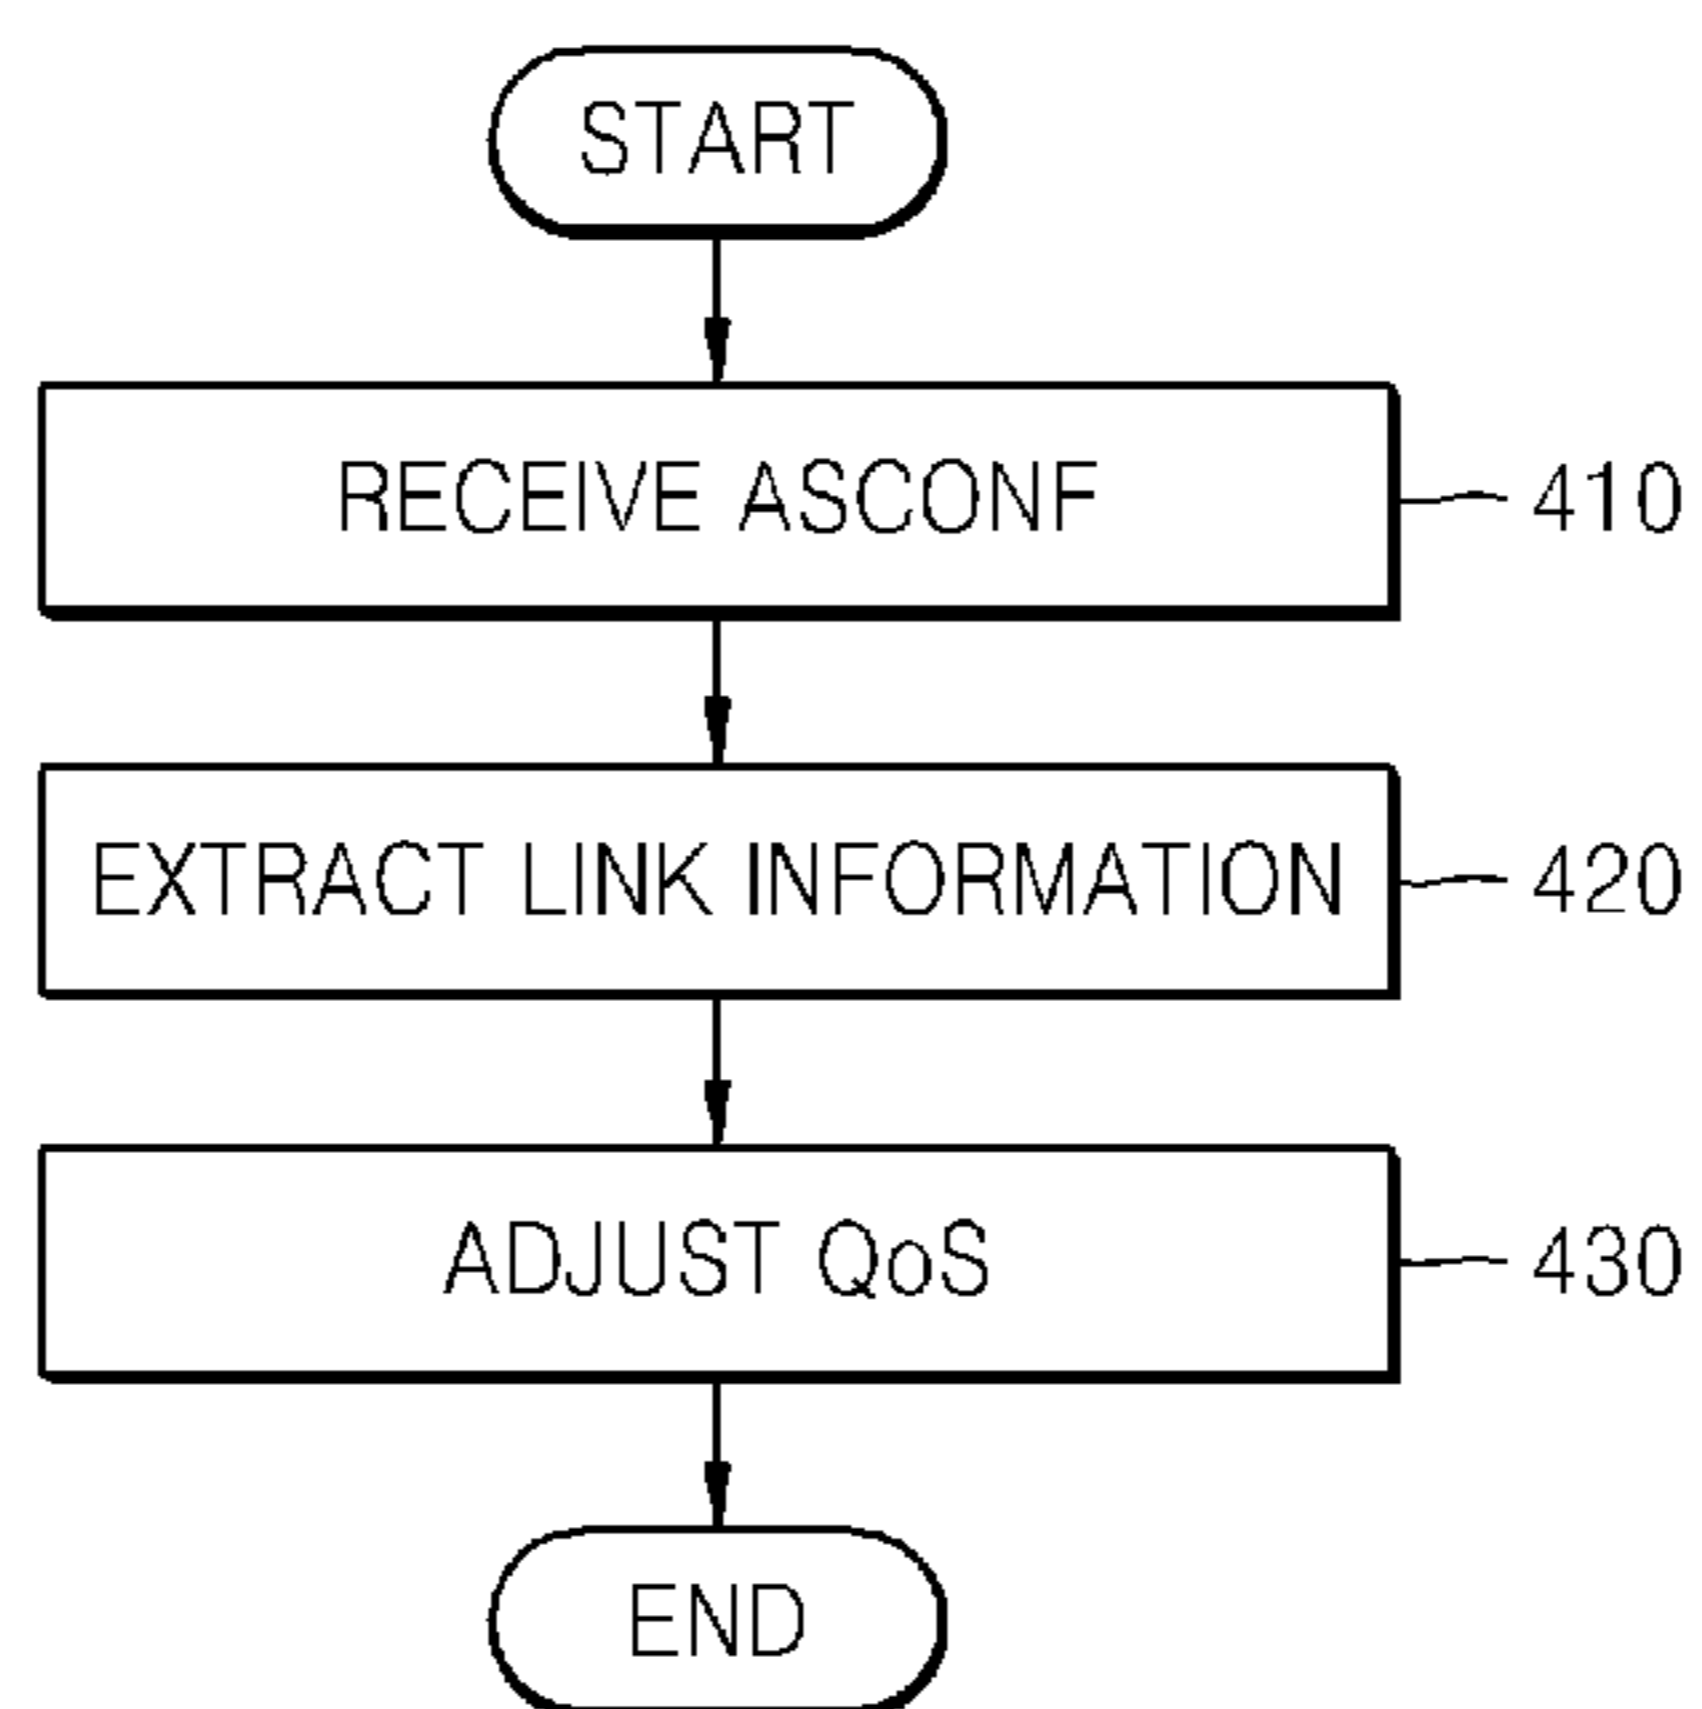 START
RECEIVE ASCONF
410
EXTRACT LINK INFORMATION
420
ADJUST QoS
430
END